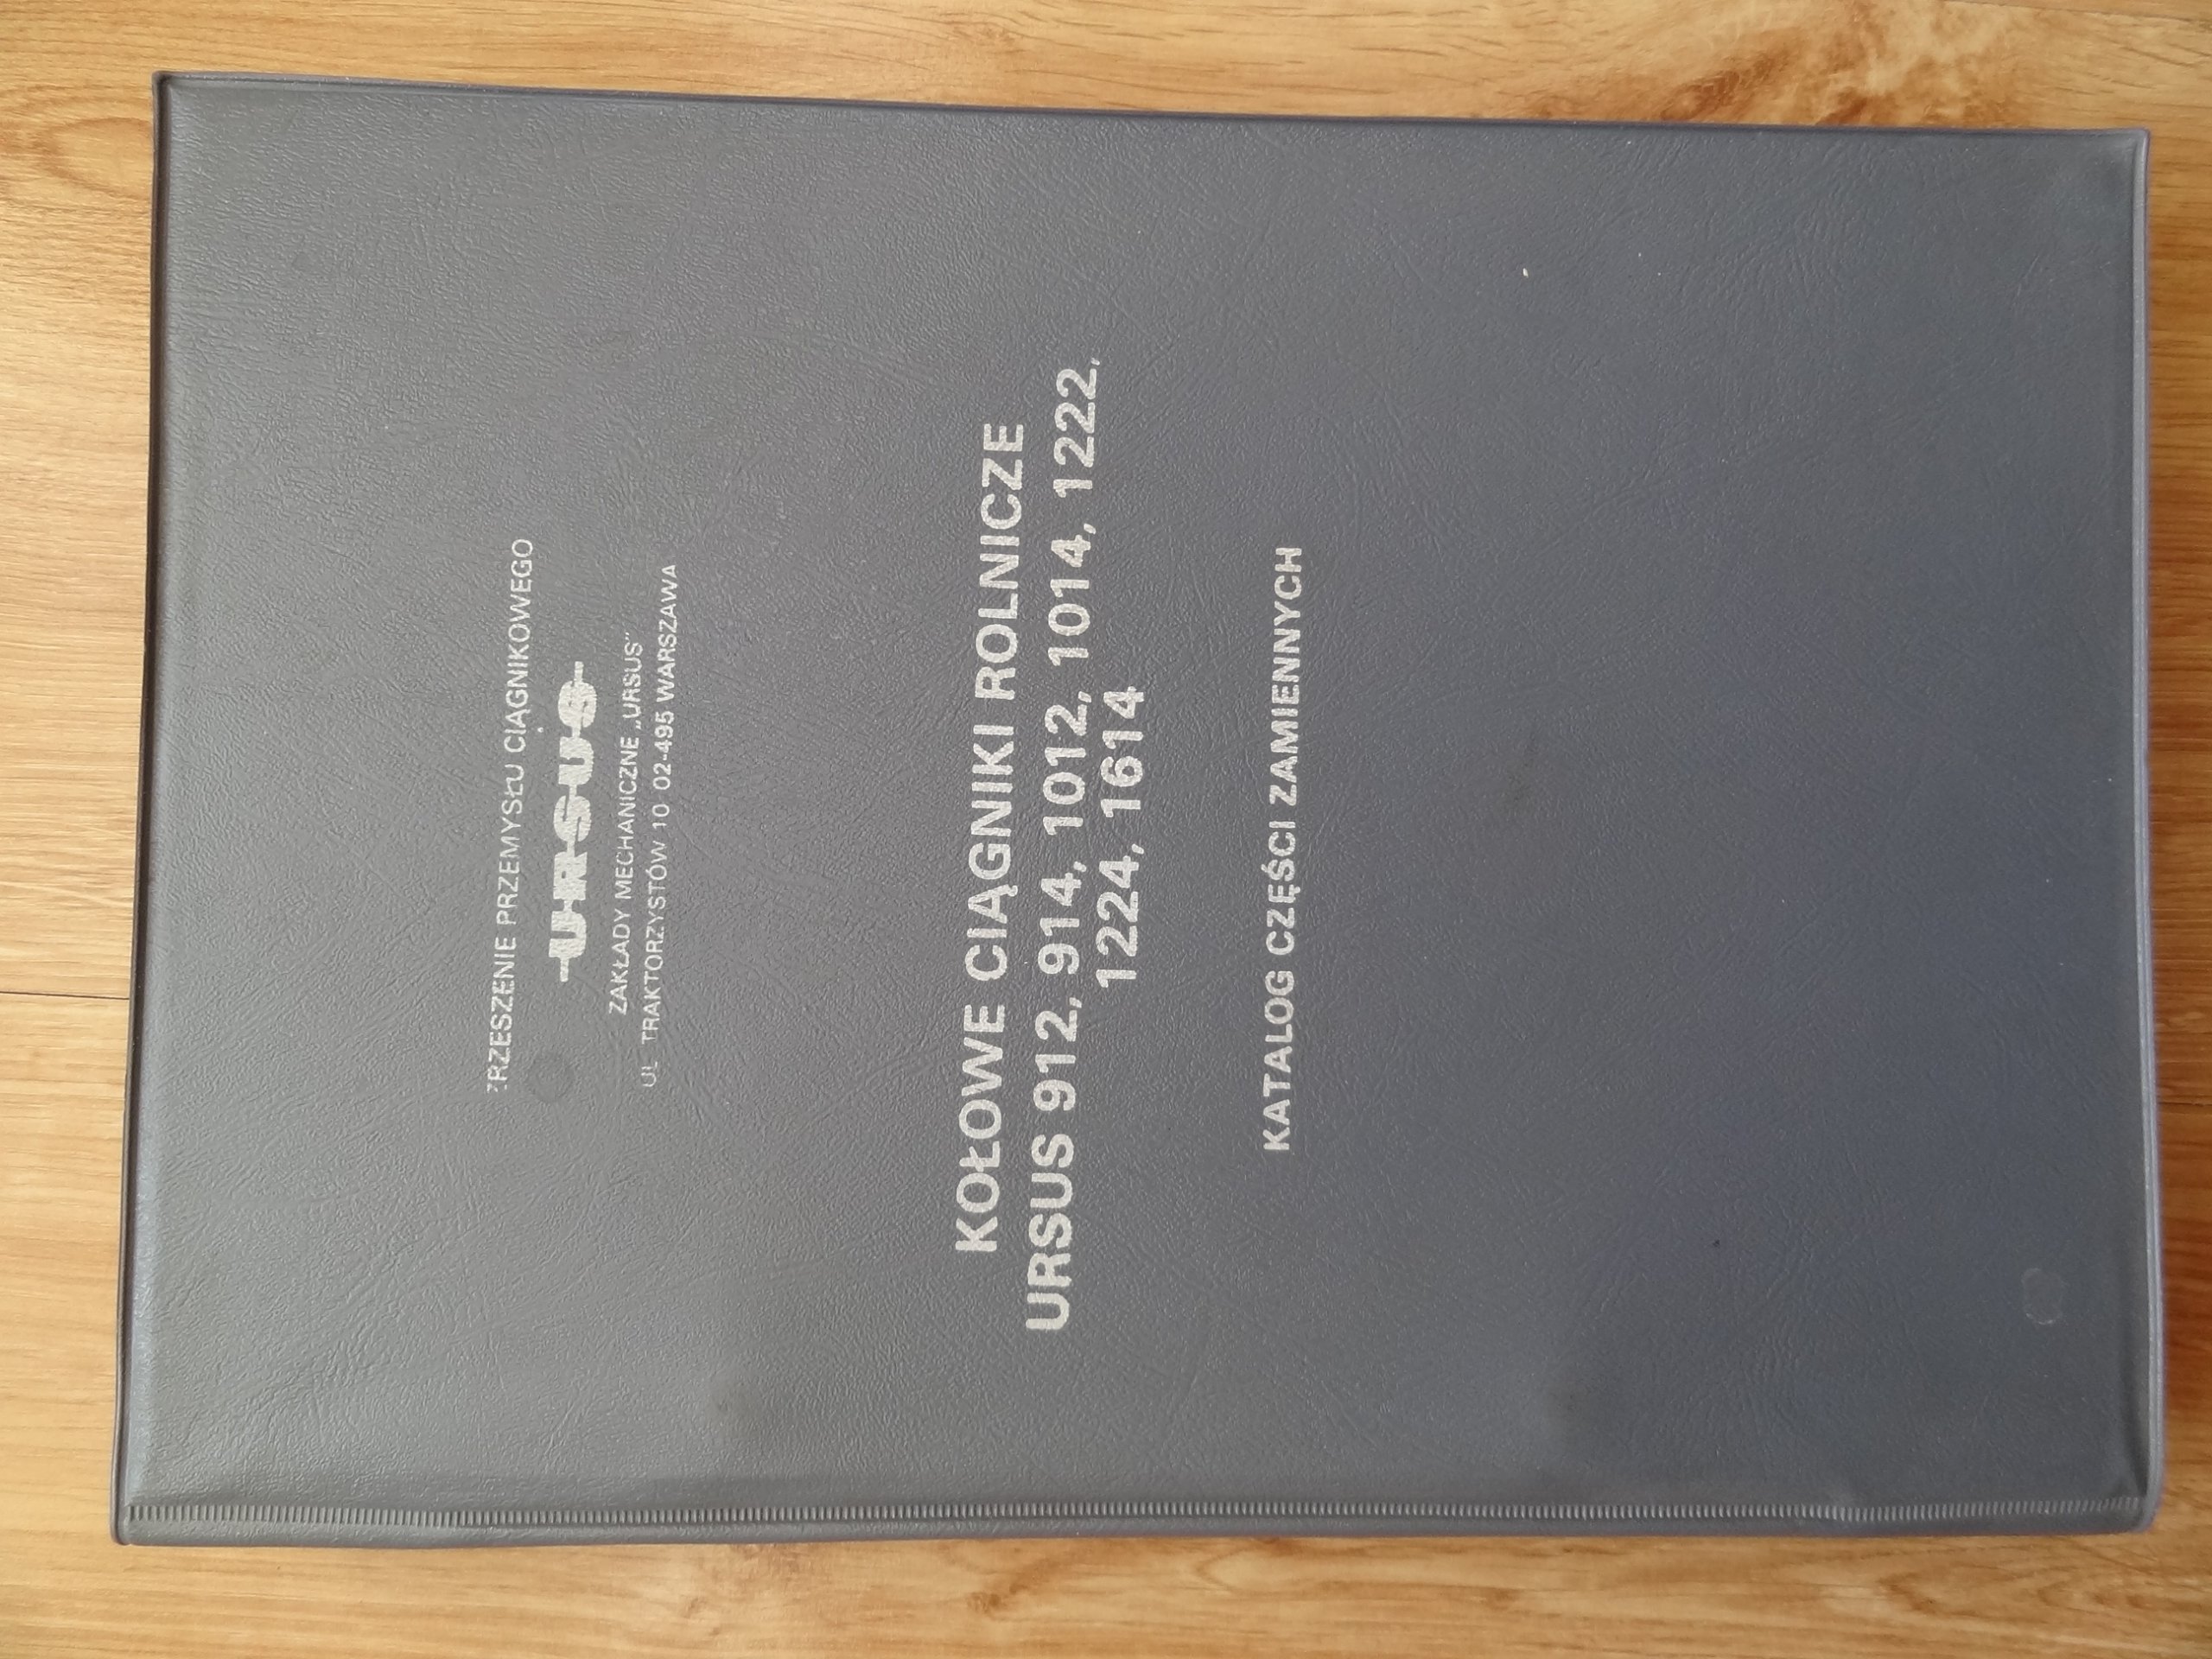 ZRZESZENIE PRZEMYSŁU CIĄGNIKOWEGO
URSUS
ZAKŁADY MECHANICZNE „URSUS”
UL TRAKTORZYSTÓW 10 02-495 WARSZAWA
KOŁOWE CIĄGNIKI ROLNICZE
URSUS 912, 914, 1012, 1014, 1222,
1224, 1614
KATALOG CZĘŚCI ZAMIENNYCH